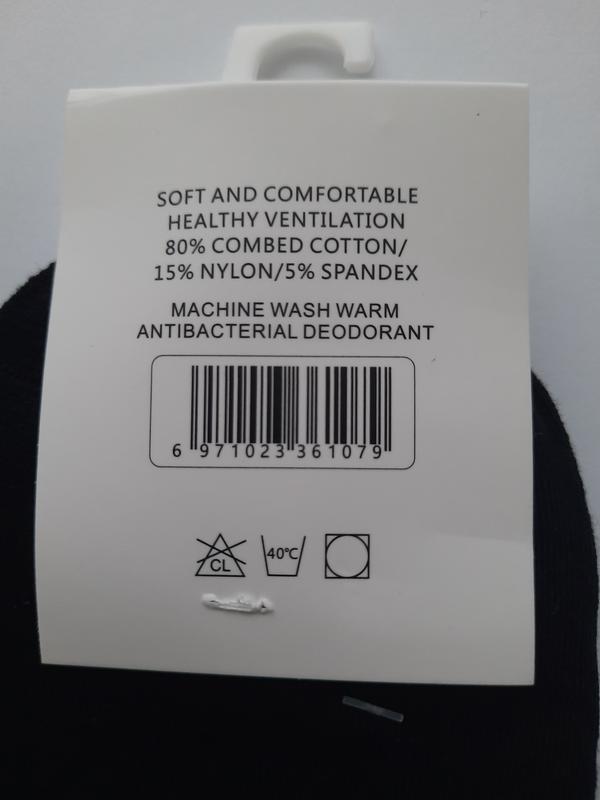 SOFT AND COMFORTABLE
HEALTHY VENTILATION
80% COMBED COTTON/
15% NYLON/5% SPANDEX
MACHINE WASH WARM
ANTIBACTERIAL DEODORANT
6 971023 361079
CL 40℃